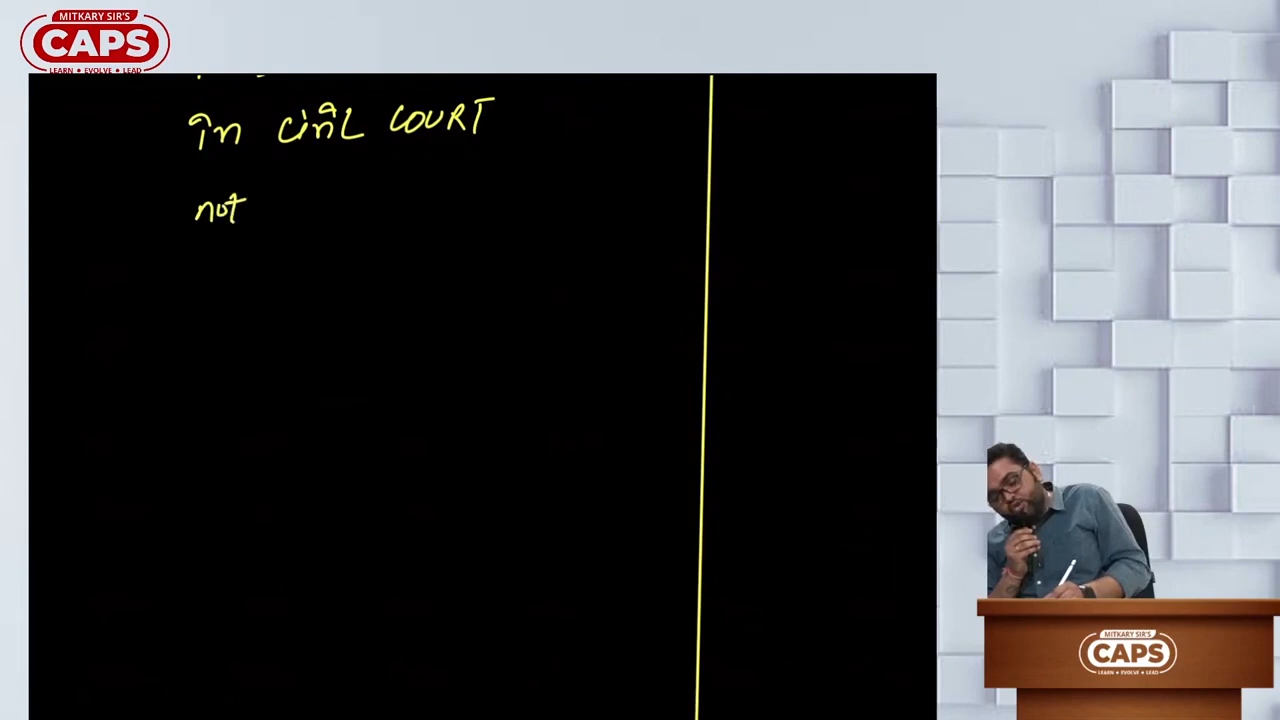 MITKARY SIR'S
CAPS
LEARN • EVOLVE • LEAD
in CiviL COURT
not
MITKARY SIR'S
CAPS
LEARN • EVOLVE • LEAD